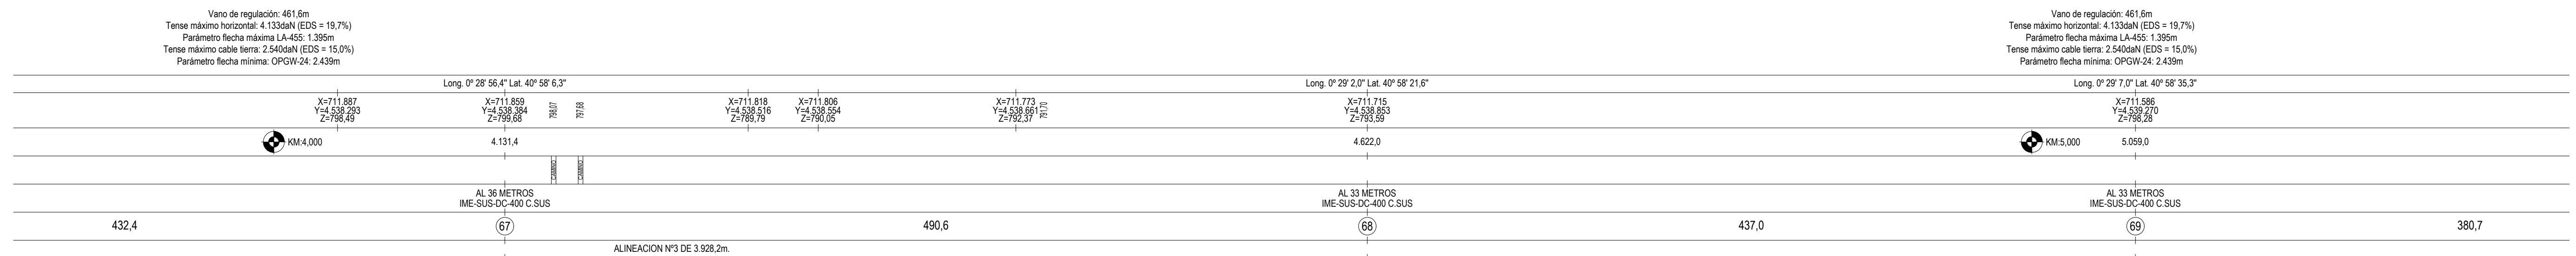 Vano de regulación: 461,6m
Tense máximo horizontal: 4.133daN (EDS = 19,7%)
Parámetro flecha máxima LA-455: 1.395m
Tense máximo cable tierra: 2.540daN (EDS = 15,0%)
Parámetro flecha mínima: OPGW-24: 2.439m
Vano de regulación: 461,6m
Tense máximo horizontal: 4.133daN (EDS = 19,7%)
Parámetro flecha máxima LA-455: 1.395m
Tense máximo cable tierra: 2.540daN (EDS = 15,0%)
Parámetro flecha mínima: OPGW-24: 2.439m
Long. 0º 28' 56,4" Lat. 40º 58' 6,3"
Long. 0º 29' 2,0" Lat. 40º 58' 21,6"
Long. 0º 29' 7,0" Lat. 40º 58' 35,3"
X=711.887
Y=4.538.293
Z=798,49
X=711.859
Y=4.538.384
Z=799,68
798,07
797,68
X=711.818
Y=4.538.516
Z=789,79
X=711.806
Y=4.538.554
Z=790,05
X=711.773
Y=4.538.661
Z=792,37
791,70
X=711.715
Y=4.538.853
Z=793,59
X=711.586
Y=4.539.270
Z=798,28
KM:4,000
4.131,4
4.622,0
KM:5,000
5.059,0
CAMINO
CAMINO
AL 36 METROS
IME-SUS-DC-400 C.SUS
AL 33 METROS
IME-SUS-DC-400 C.SUS
AL 33 METROS
IME-SUS-DC-400 C.SUS
432,4
67
490,6
68
437,0
69
380,7
ALINEACION Nº3 DE 3.928,2m.